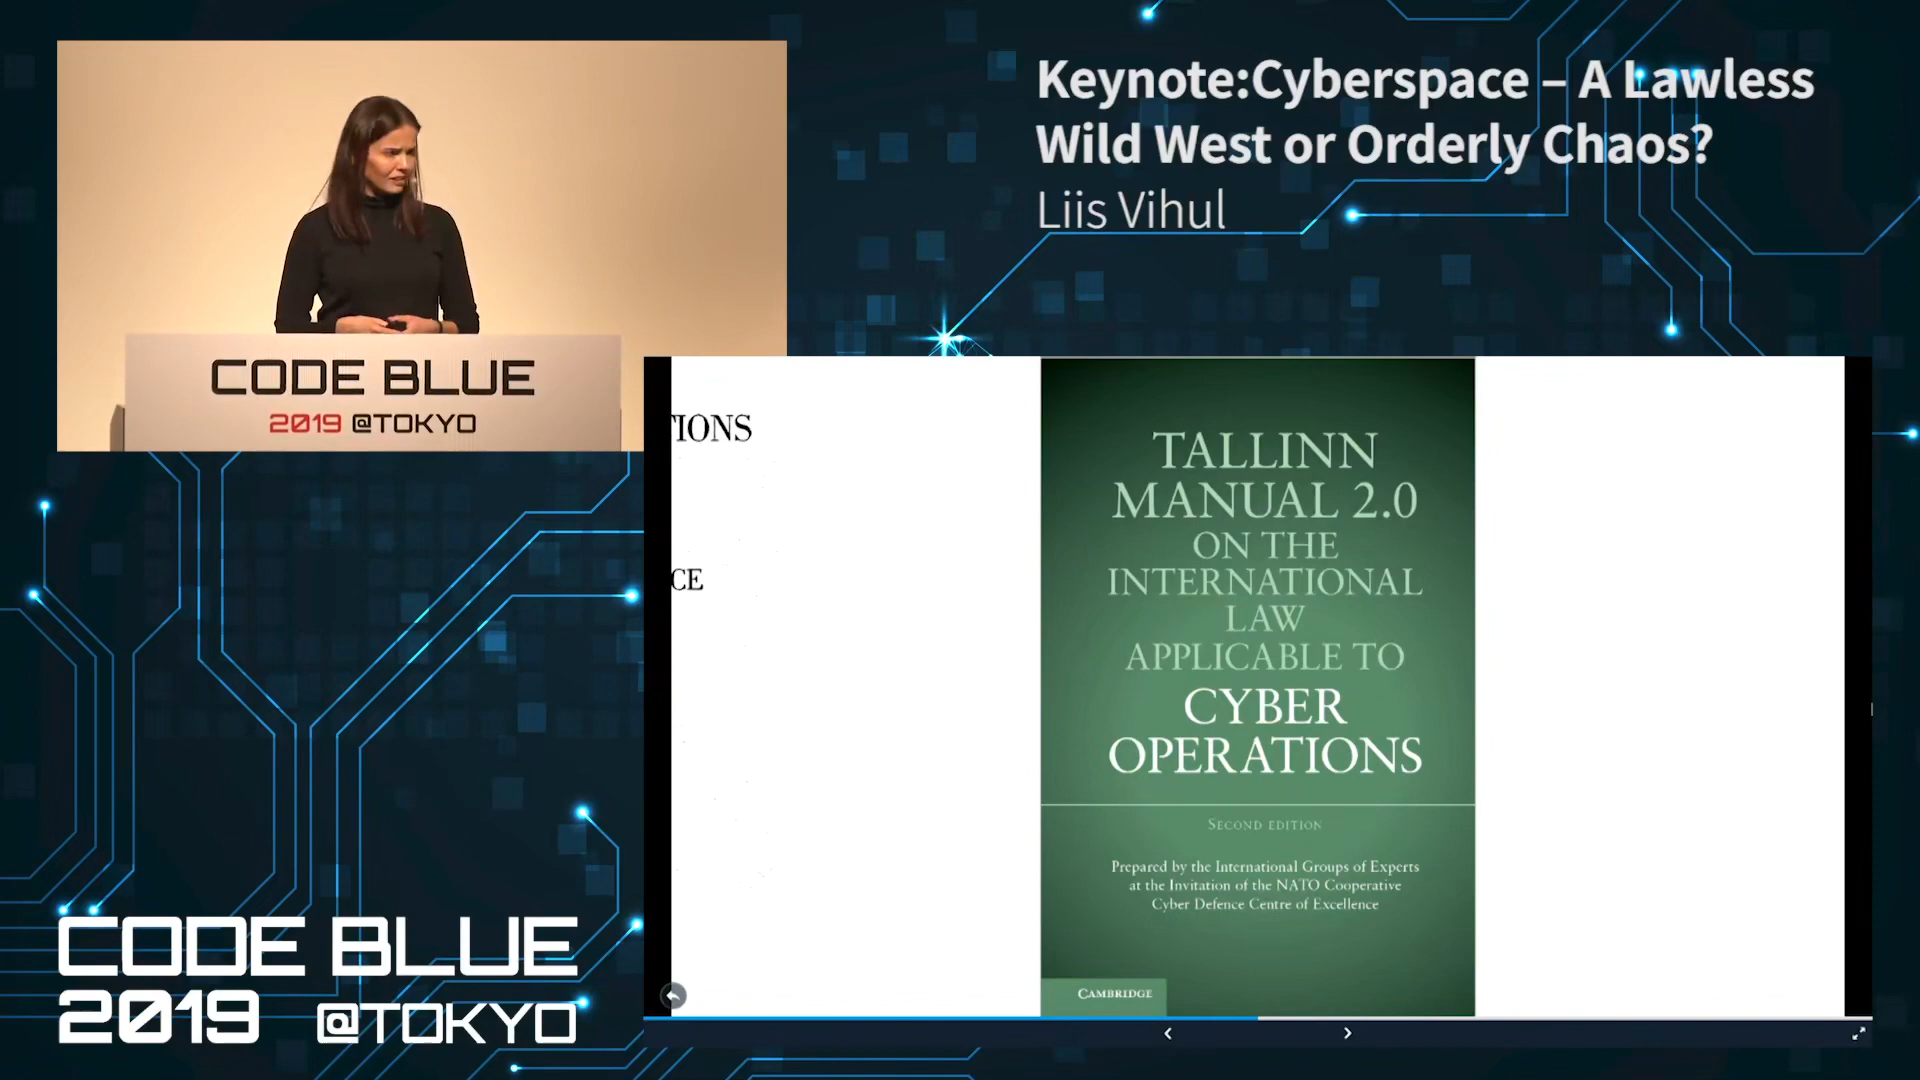 Keynote:Cyberspace – A Lawless
Wild West or Orderly Chaos?
Liis Vihul
CODE BLUE
2019 @TOKYO
TIONS
CE
TALLINN
MANUAL 2.0
ON THE
INTERNATIONAL
LAW
APPLICABLE TO
CYBER
OPERATIONS
SECOND EDITION
Prepared by the International Groups of Experts
at the Invitation of the NATO Cooperative
Cyber Defence Centre of Excellence
CAMBRIDGE
CODE BLUE
2019 @TOKYO